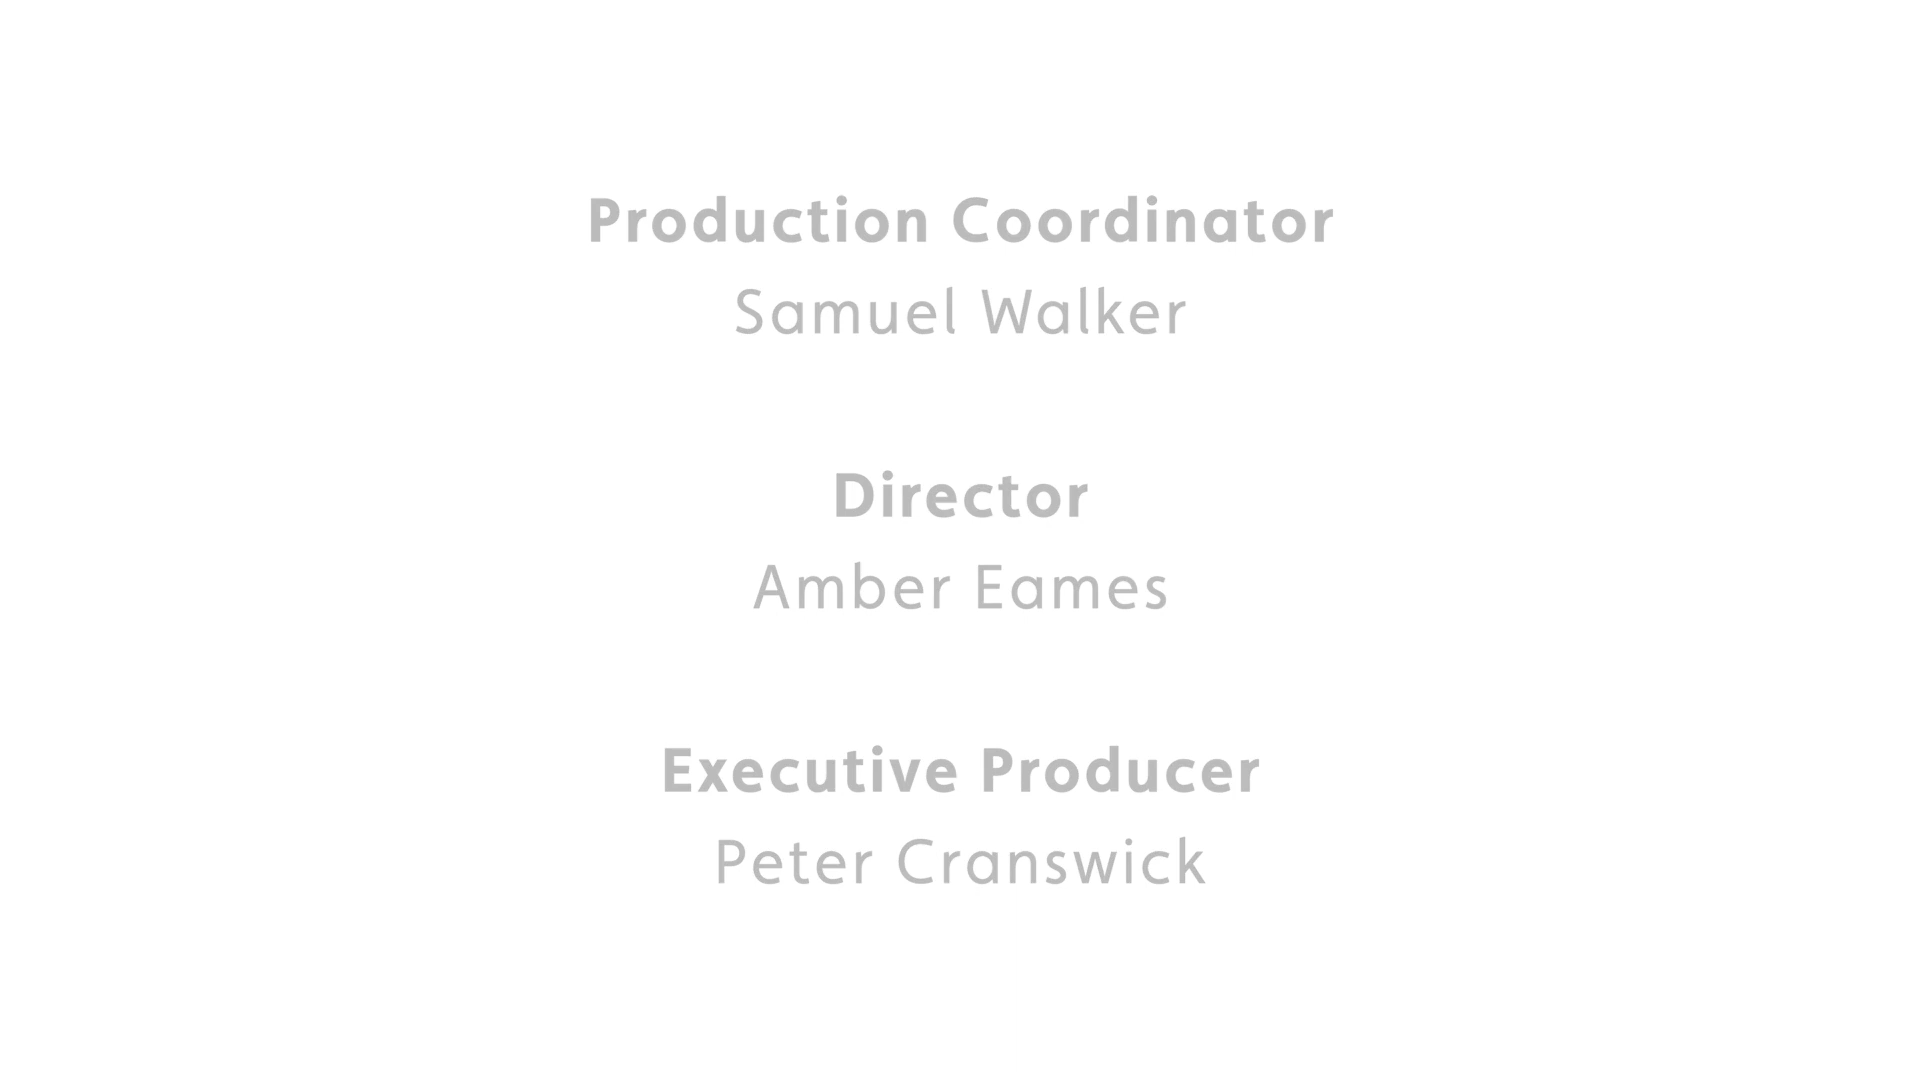 Production Coordinator
Samuel Walker
Director
Amber Eames
Executive Producer
Peter Cranswick